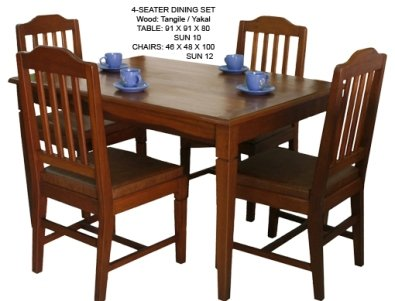 4-SEATER DINING SET
Wood: Tangile / Yakal
TABLE: 91 X 91 X 80
SUN 10
CHAIRS: 46 X 48 X 100
SUN 12